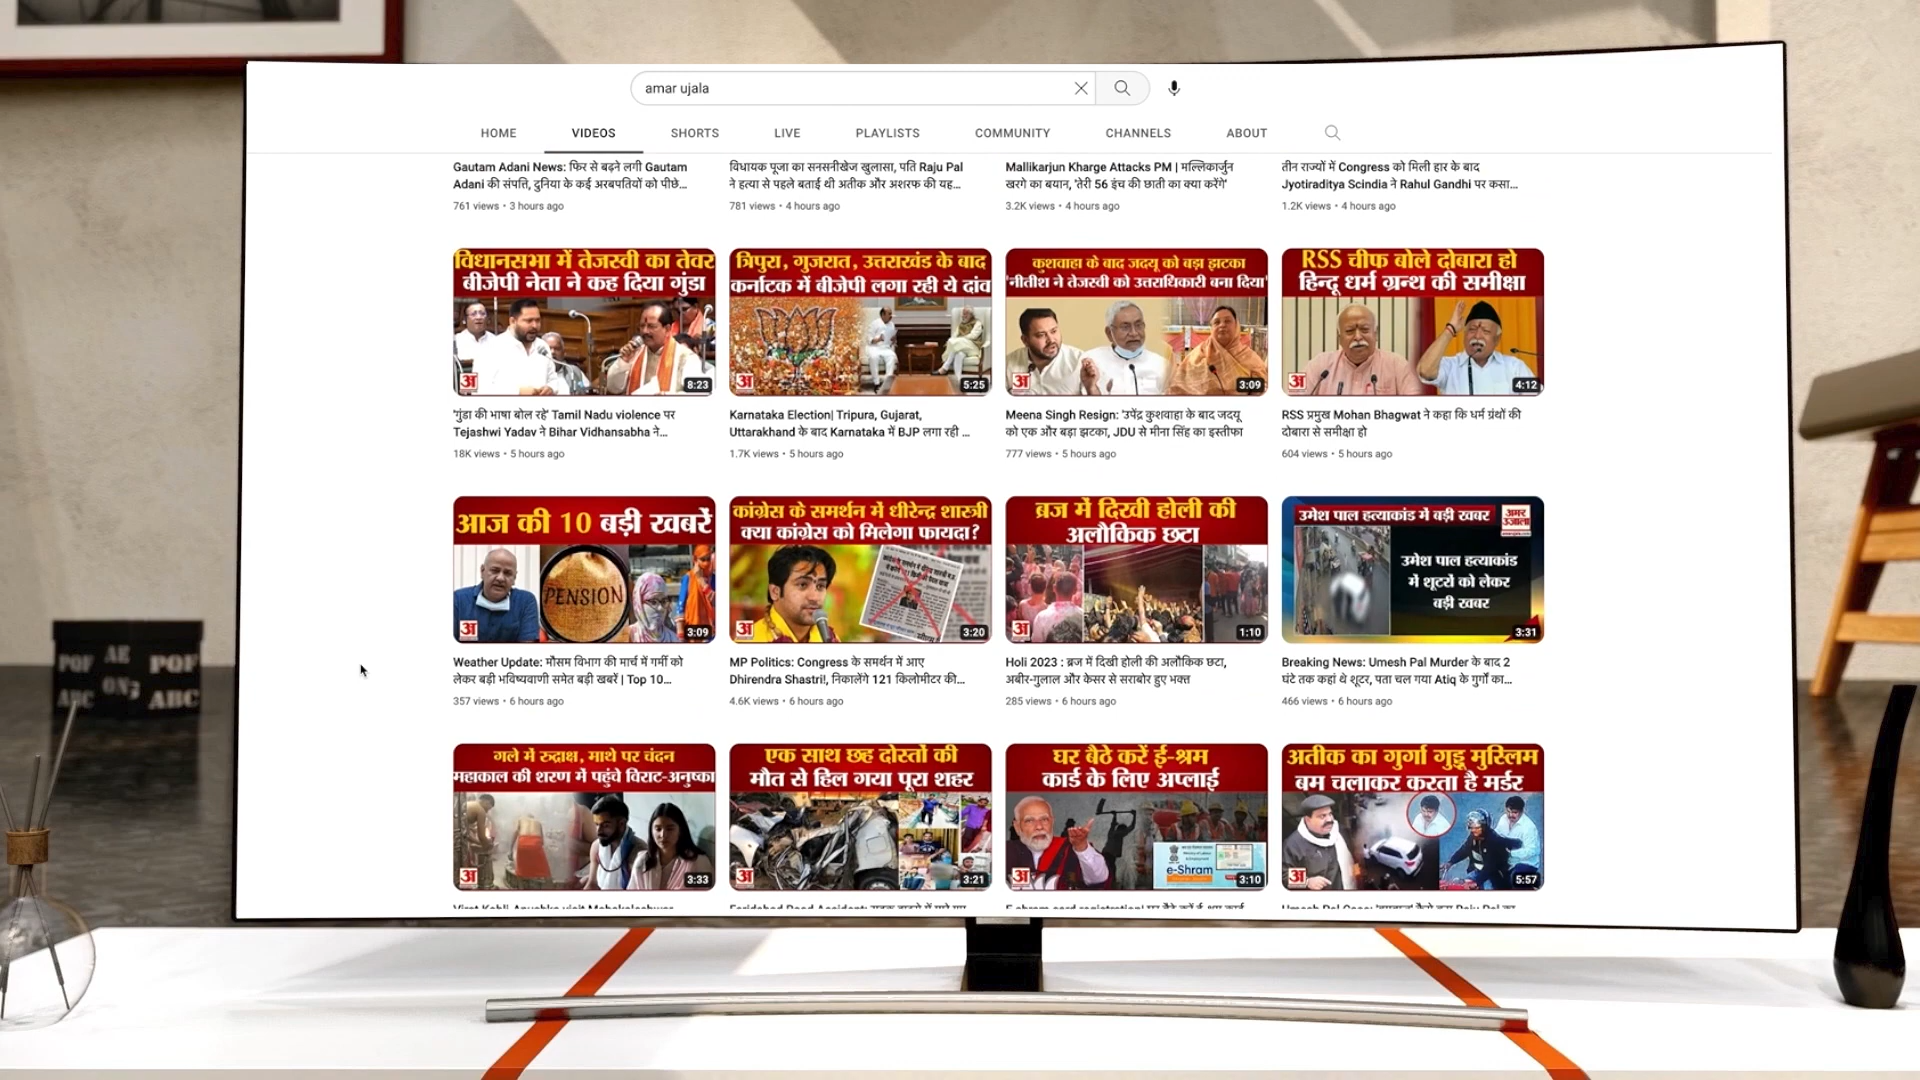 amar ujala
HOME VIDEOS SHORTS LIVE PLAYLISTS COMMUNITY CHANNELS ABOUT
Gautam Adani News: फिर से बढ़ने लगी Gautam
Adani की संपत्ति, दुनिया के कई अरबपतियों को पीछे...
761 views • 3 hours ago
विधायक पूजा का सनसनीखेज खुलासा, पति Raju Pal
ने हत्या से पहले बताई थी अतीक और अशरफ की यह...
781 views • 4 hours ago
Mallikarjun Kharge Attacks PM | मल्लिकार्जुन
खरगे का बयान, 'तेरी 56 इंच की छाती का क्या करेंगे'
3.2K views • 4 hours ago
तीन राज्यों में Congress को मिली हार के बाद
Jyotiraditya Scindia ने Rahul Gandhi पर कसा...
1.2K views • 4 hours ago
विधानसभा में तेजस्वी का तेवर
बीजेपी नेता ने कह दिया गुंडा
अ
8:23
'गुंडा की भाषा बोल रहे' Tamil Nadu violence पर
Tejashwi Yadav ने Bihar Vidhansabha ने...
18K views • 5 hours ago
त्रिपुरा, गुजरात, उत्तराखंड के बाद
कर्नाटक में बीजेपी लगा रही ये दांव
अ
5:25
Karnataka Election| Tripura, Gujarat,
Uttarakhand के बाद Karnataka में BJP लगा रही ...
1.7K views • 5 hours ago
कुशवाहा के बाद जदयू को बड़ा झटका
'नीतीश ने तेजस्वी को उत्तराधिकारी बना दिया'
अ
3:09
Meena Singh Resign: 'उपेंद्र कुशवाहा के बाद जदयू
को एक और बड़ा झटका, JDU से मीना सिंह का इस्तीफा
777 views • 5 hours ago
RSS चीफ बोले दोबारा हो
हिन्दू धर्म ग्रन्थ की समीक्षा
अ
4:12
RSS प्रमुख Mohan Bhagwat ने कहा कि धर्म ग्रंथों की
दोबारा से समीक्षा हो
604 views • 5 hours ago
आज की 10 बड़ी खबरें
PENSION
अ
3:09
Weather Update: मौसम विभाग की मार्च में गर्मी को
लेकर बड़ी भविष्यवाणी समेत बड़ी खबरें | Top 10...
357 views • 6 hours ago
कांग्रेस के समर्थन में धीरेन्द्र शास्त्री
क्या कांग्रेस को मिलेगा फायदा?
अ
3:20
MP Politics: Congress के समर्थन में आए
Dhirendra Shastri!, निकालेंगे 121 किलोमीटर की...
4.6K views • 6 hours ago
ब्रज में दिखी होली की
अलौकिक छटा
अ
1:10
Holi 2023 : ब्रज में दिखी होली की अलौकिक छटा,
अबीर-गुलाल और केसर से सराबोर हुए भक्त
285 views • 6 hours ago
उमेश पाल हत्याकांड में बड़ी खबर
अमर उजाला
उमेश पाल हत्याकांड
में शूटरों को लेकर
बड़ी खबर
3:31
Breaking News: Umesh Pal Murder के बाद 2
घंटे तक कहां थे शूटर, पता चल गया Atiq के गुर्गों का...
466 views • 6 hours ago
गले में रुद्राक्ष, माथे पर चंदन
महाकाल की शरण में पहुंचे विराट-अनुष्का
अ
3:33
एक साथ छह दोस्तों की
मौत से हिल गया पूरा शहर
अ
3:21
घर बैठे करें ई-श्रम
कार्ड के लिए अप्लाई
e-Shram
अ
3:10
अतीक का गुर्गा गुड्डू मुस्लिम
बम चलाकर करता है मर्डर
अ
5:57